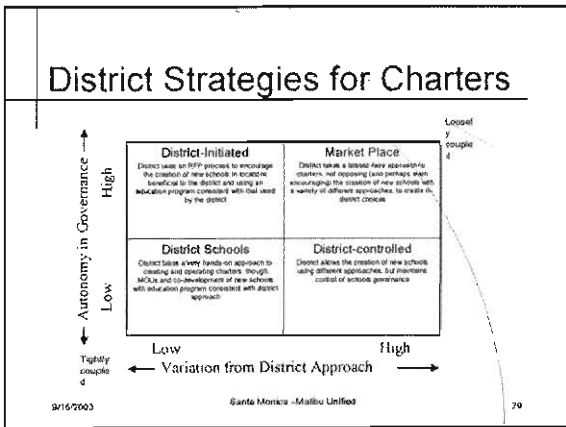 District Strategies for Charters
Loosel
y
couple
d
Autonomy in Governance
High
Low
District-Initiated
District uses an RFP process to encourage
the creation of new schools in locations
beneficial to the district and using an
education program consistent with that used
by the district
Market Place
District takes a laissez-faire approach to
charters, not opposing (and perhaps even
encouraging) the creation of new schools with
a variety of different approaches, to create in-
district choices
District Schools
District takes a very hands-on approach to
creating and operating charters, though
MOUs and co-development of new schools
with education program consistent with district
approach
District-controlled
District allows the creation of new schools
using different approaches, but maintains
control of schools governance
Low
High
Tightly
couple
d
Variation from District Approach
9/16/2003
Santa Monica -Malibu Unified